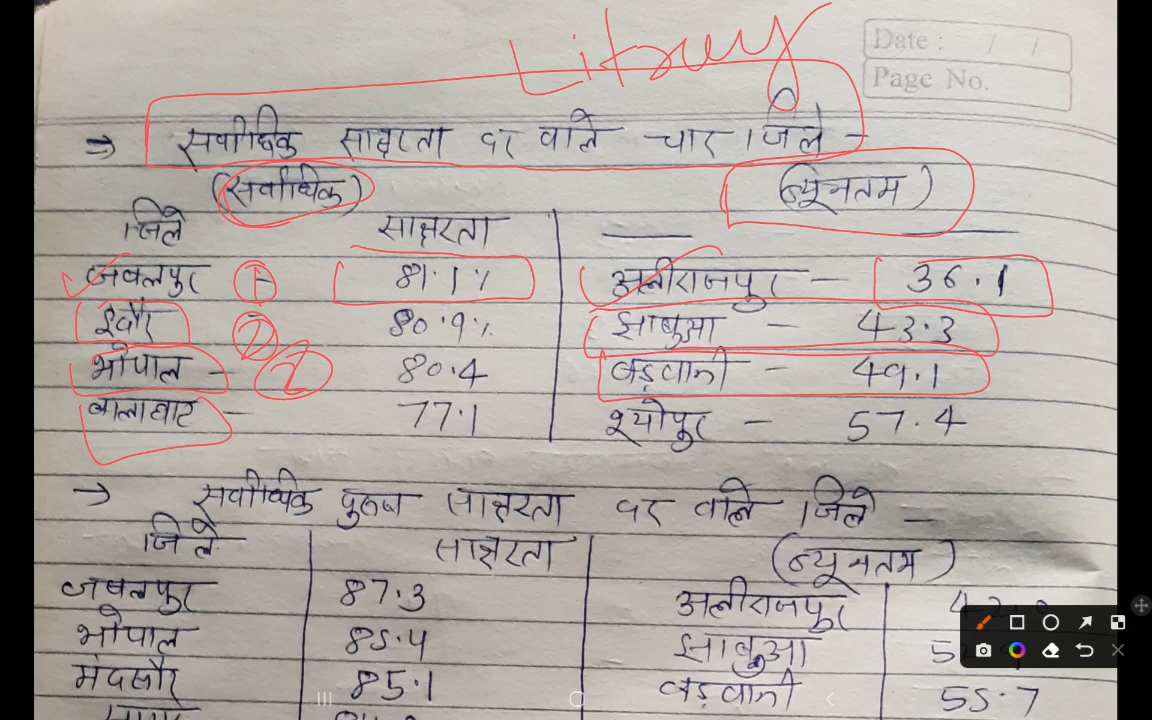 Date : / /
Page No.
⇒ सर्वाधिक साक्षरता दर वाले चार जिले -
(सर्वाधिक) (न्यूनतम)
जिले साक्षरता
जबलपुर ① 81.1% अलीराजपुर — 36.1
इंदौर ② 80.9% झाबुआ — 43.3
भोपाल - ② 80.4 बड़वानी — 49.1
बालाघाट - 77.1 श्योपुर — 57.4
→ सर्वाधिक पुरुष साक्षरता दर वाले जिले -
जिले साक्षरता (न्यूनतम)
जबलपुर 87.3 अलीराजपुर
भोपाल 85.4 झाबुआ
मंदसौर 85.1 बड़वानी 55.7